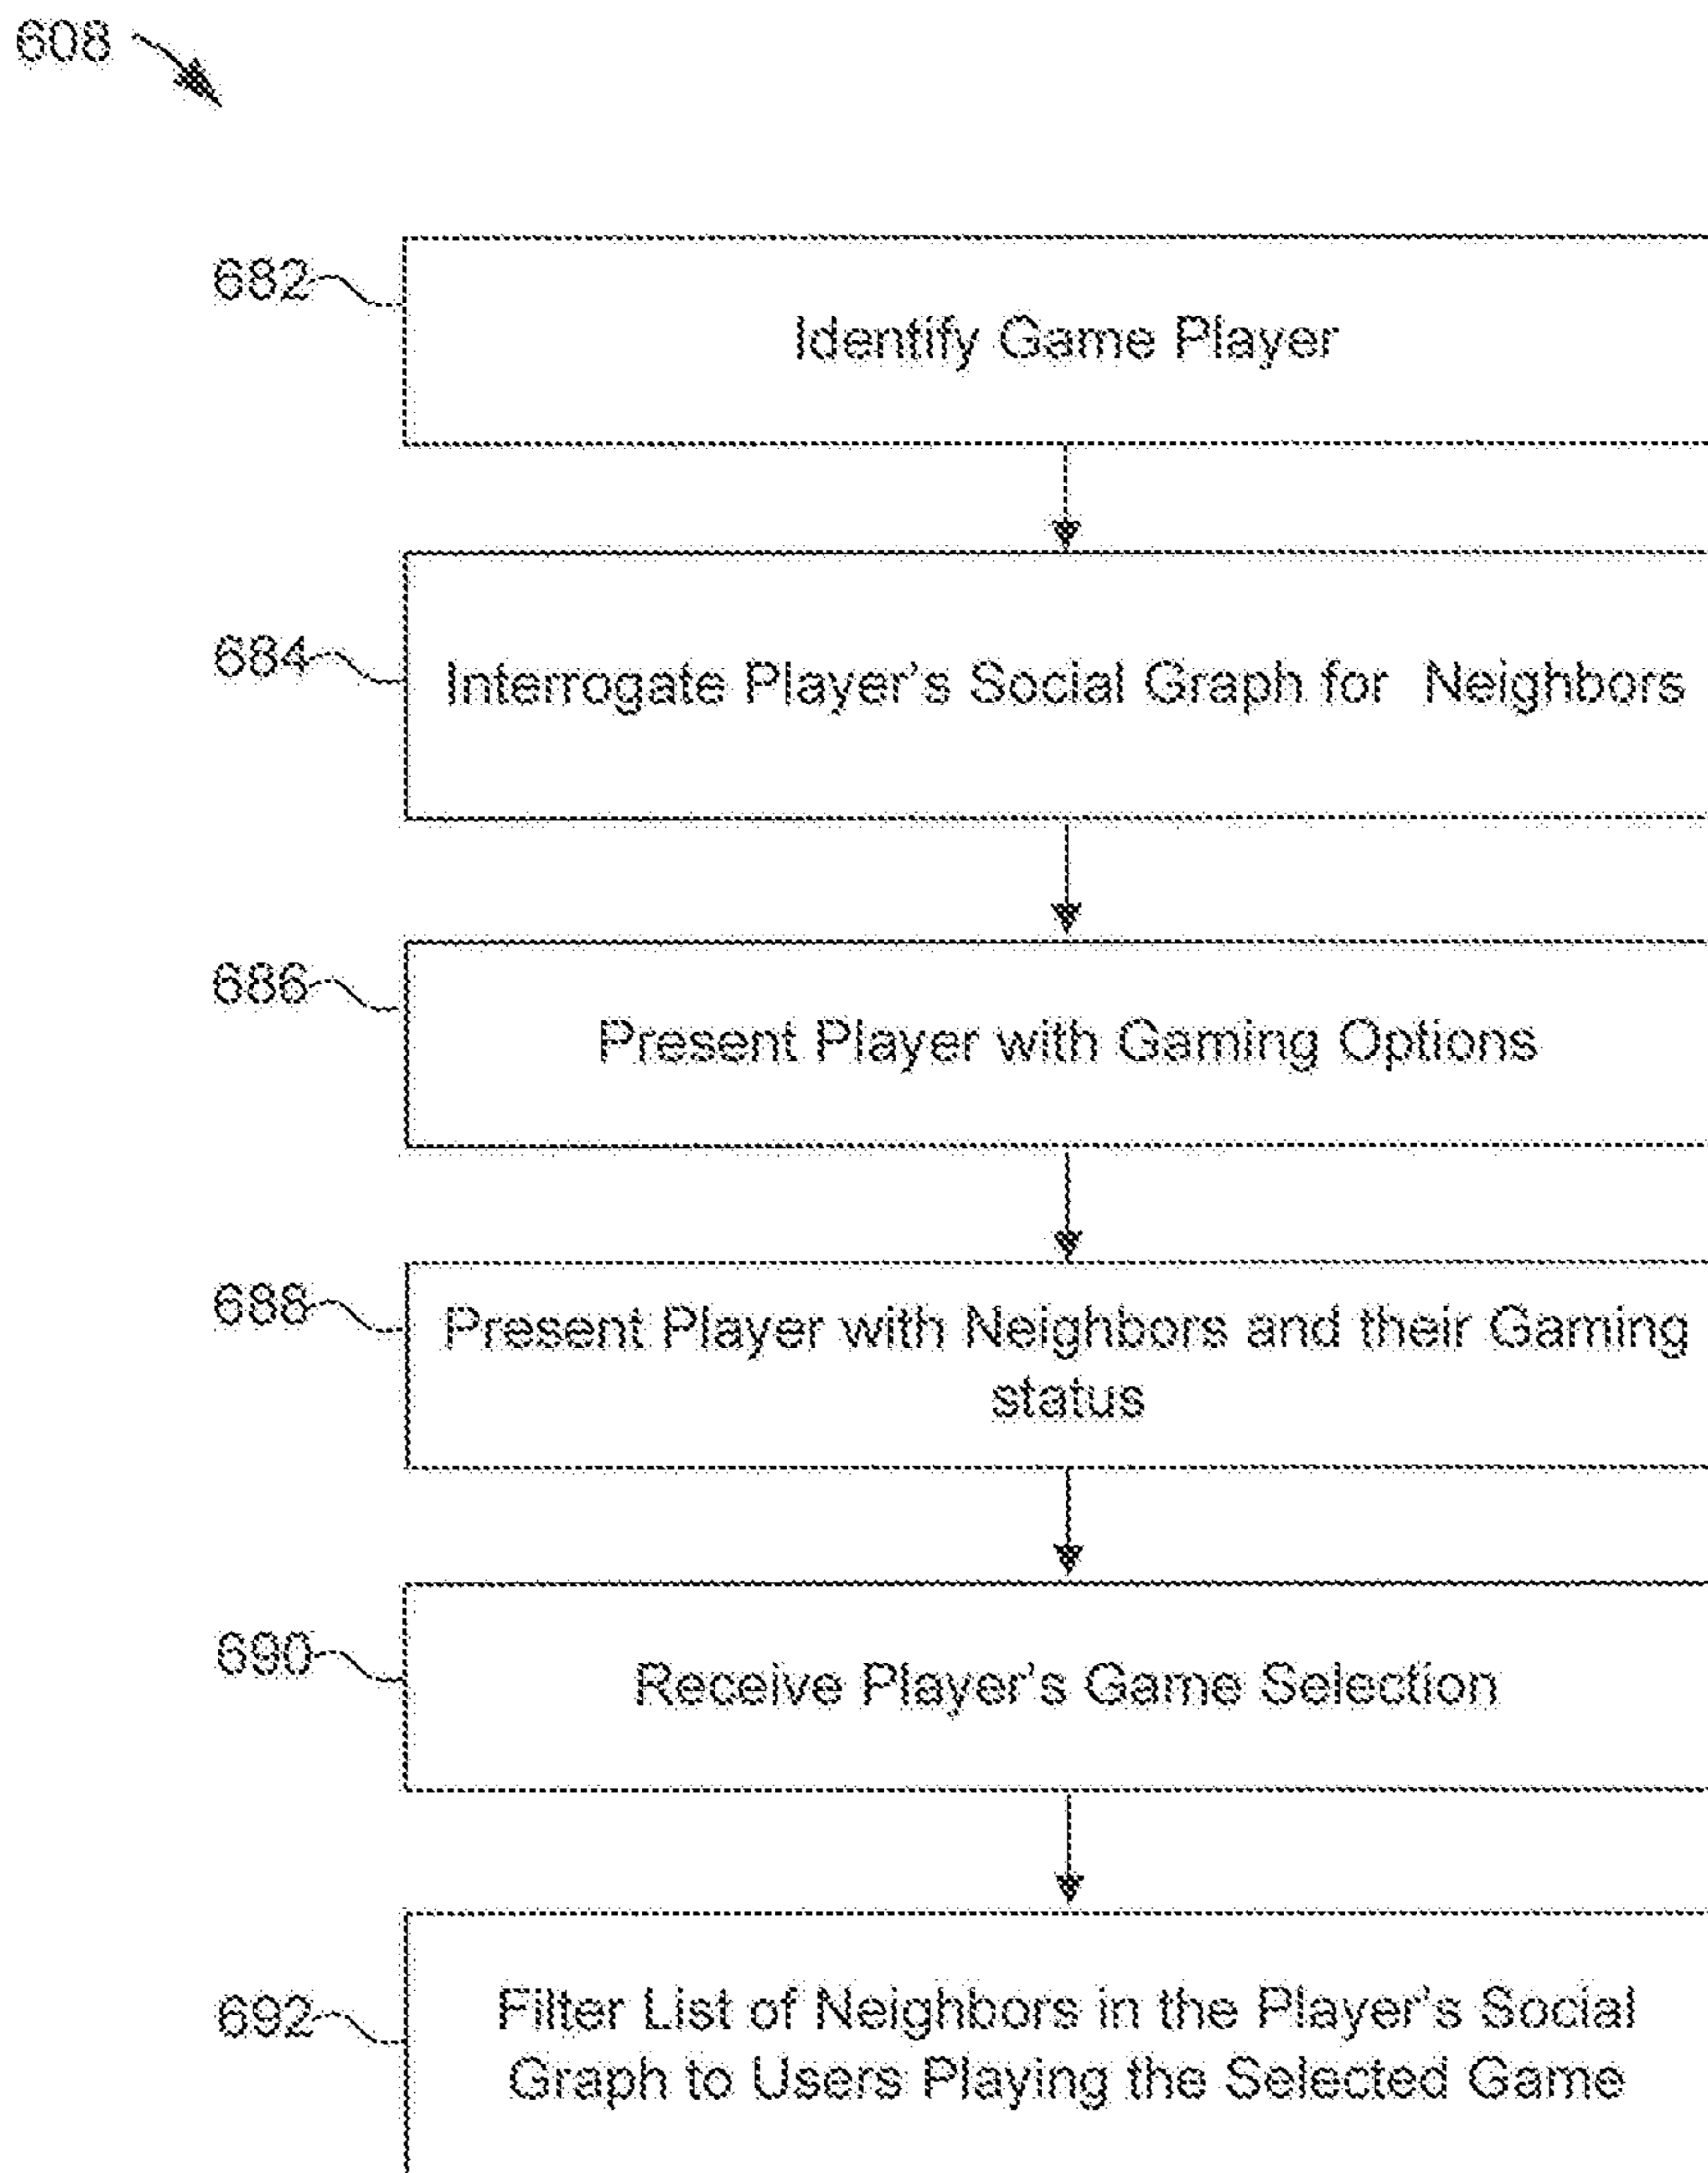 608
682
Identify Game Player
684
Interrogate Player's Social Graph for Neighbors
686
Present Player with Gaming Options
688
Present Player with Neighbors and their Gaming
status
690
Receive Player's Game Selection
692
Filter List of Neighbors in the Player's Social
Graph to Users Playing the Selected Game